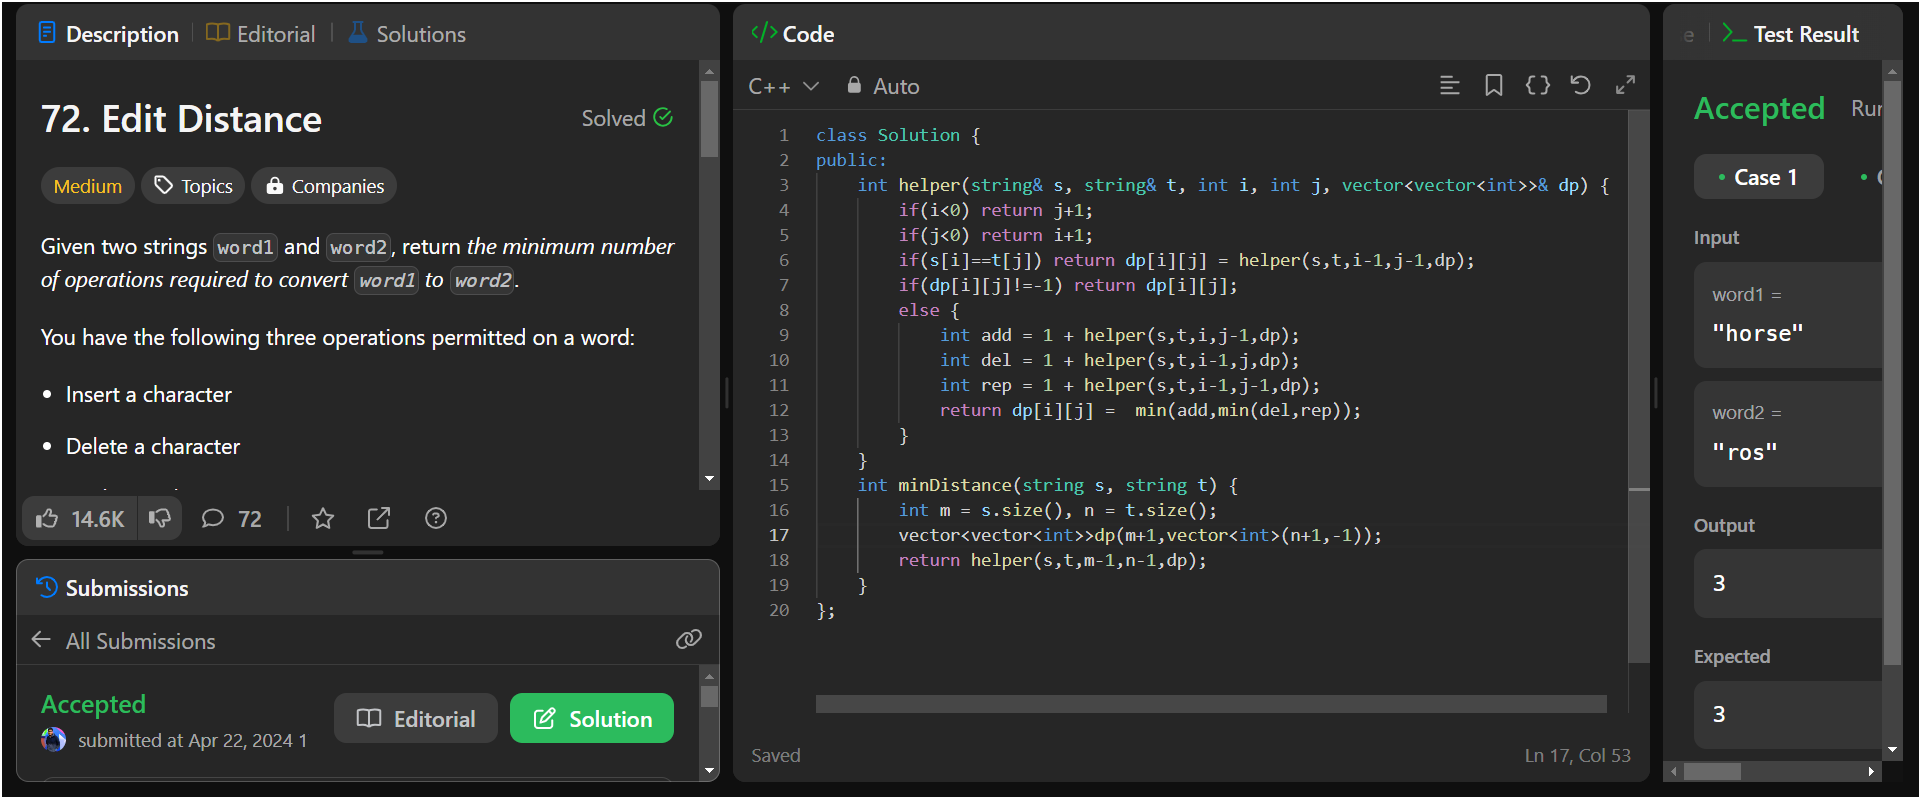 Description
Editorial
Solutions
72. Edit Distance
Solved
Medium
Topics
Companies
Given two strings word1 and word2, return the minimum number
of operations required to convert word1 to word2.
You have the following three operations permitted on a word:
• Insert a character
• Delete a character
14.6K
72
Submissions
All Submissions
Accepted
submitted at Apr 22, 2024 1
Editorial
Solution
</> Code
C++
Auto
1 class Solution {
2 public:
3 int helper(string& s, string& t, int i, int j, vector<vector<int>>& dp) {
4 if(i<0) return j+1;
5 if(j<0) return i+1;
6 if(s[i]==t[j]) return dp[i][j] = helper(s,t,i-1,j-1,dp);
7 if(dp[i][j]!=-1) return dp[i][j];
8 else {
9 int add = 1 + helper(s,t,i,j-1,dp);
10 int del = 1 + helper(s,t,i-1,j,dp);
11 int rep = 1 + helper(s,t,i-1,j-1,dp);
12 return dp[i][j] =  min(add,min(del,rep));
13 }
14 }
15 int minDistance(string s, string t) {
16 int m = s.size(), n = t.size();
17 vector<vector<int>>dp(m+1,vector<int>(n+1,-1));
18 return helper(s,t,m-1,n-1,dp);
19 }
20 };
Saved
Ln 17, Col 53
e
Test Result
Accepted
Run
• Case 1
Input
word1 =
"horse"
word2 =
"ros"
Output
3
Expected
3